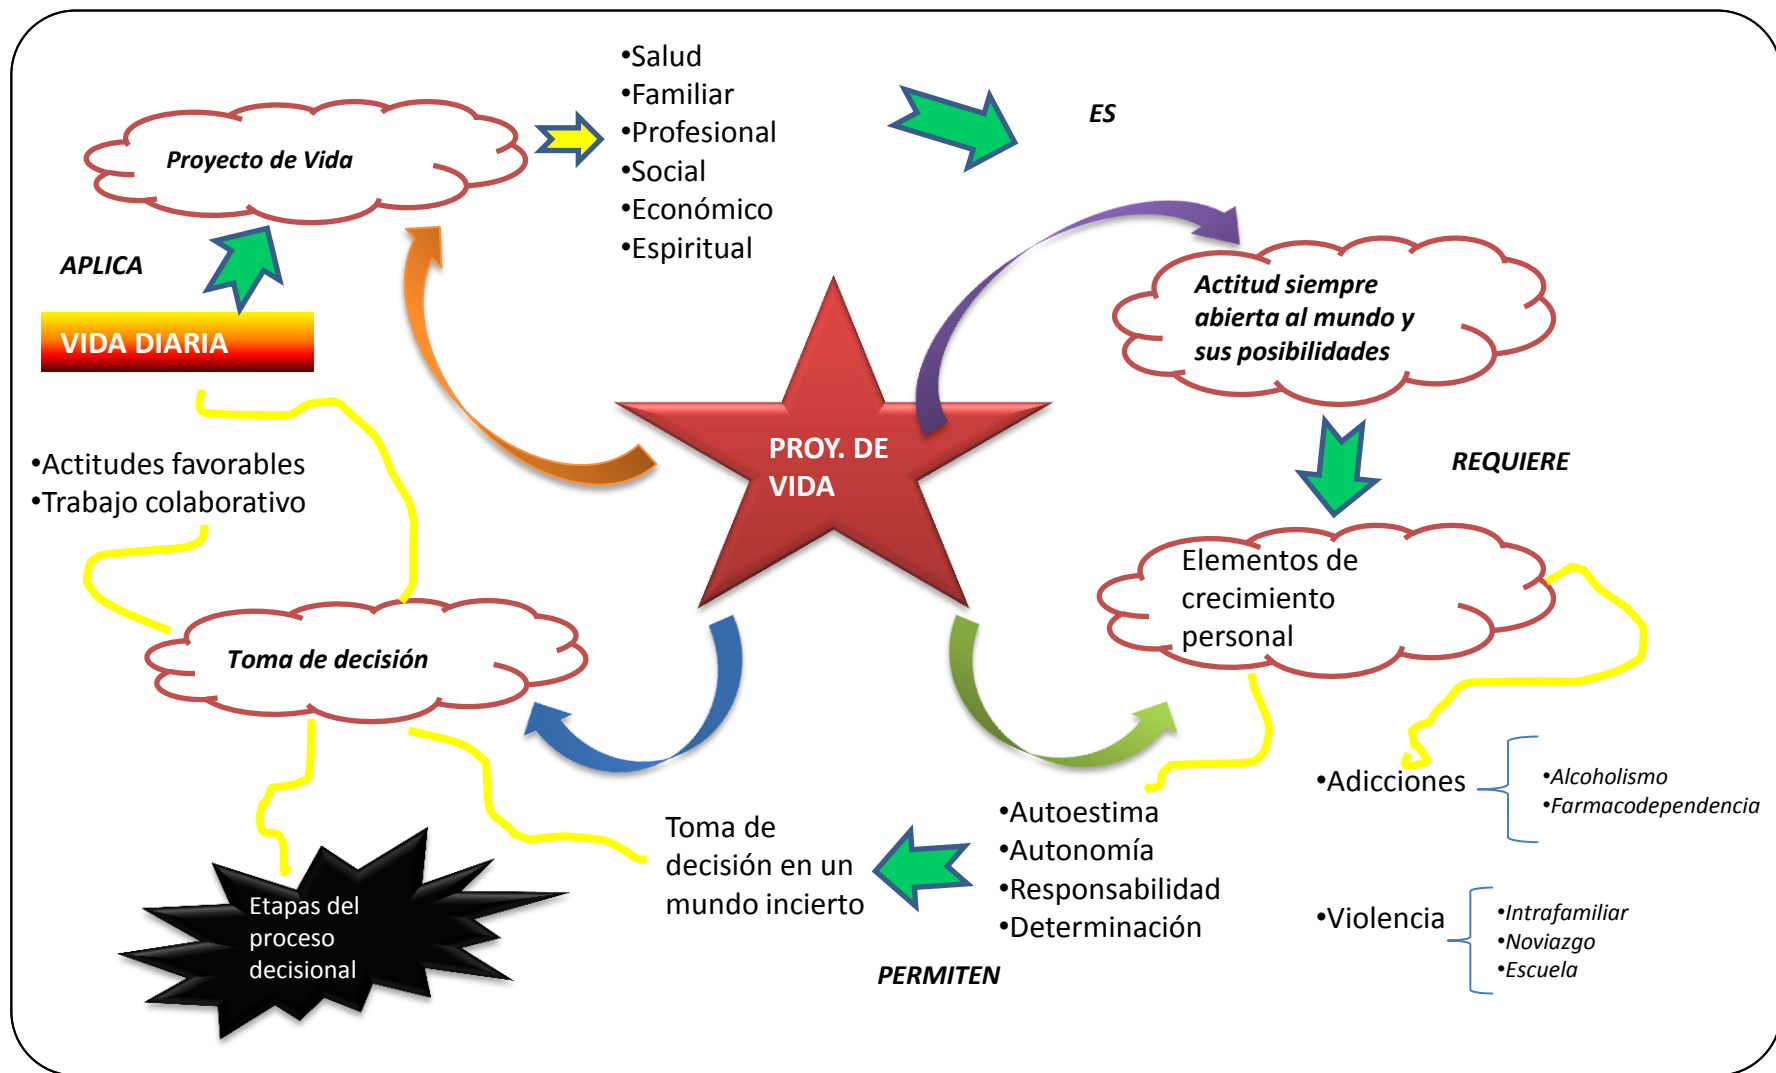 •Salud
•Familiar
•Profesional
•Social
•Económico
•Espiritual
ES
Proyecto de Vida
APLICA
VIDA DIARIA
Actitud siempre
abierta al mundo y
sus posibilidades
PROY. DE
VIDA
•Actitudes favorables
•Trabajo colaborativo
REQUIERE
Elementos de
crecimiento
personal
Toma de decisión
•Adicciones
•Alcoholismo
•Farmacodependencia
Toma de
decisión en un
mundo incierto
•Autoestima
•Autonomía
•Responsabilidad
•Determinación
Etapas del
proceso
decisional
•Violencia
•Intrafamiliar
•Noviazgo
•Escuela
PERMITEN